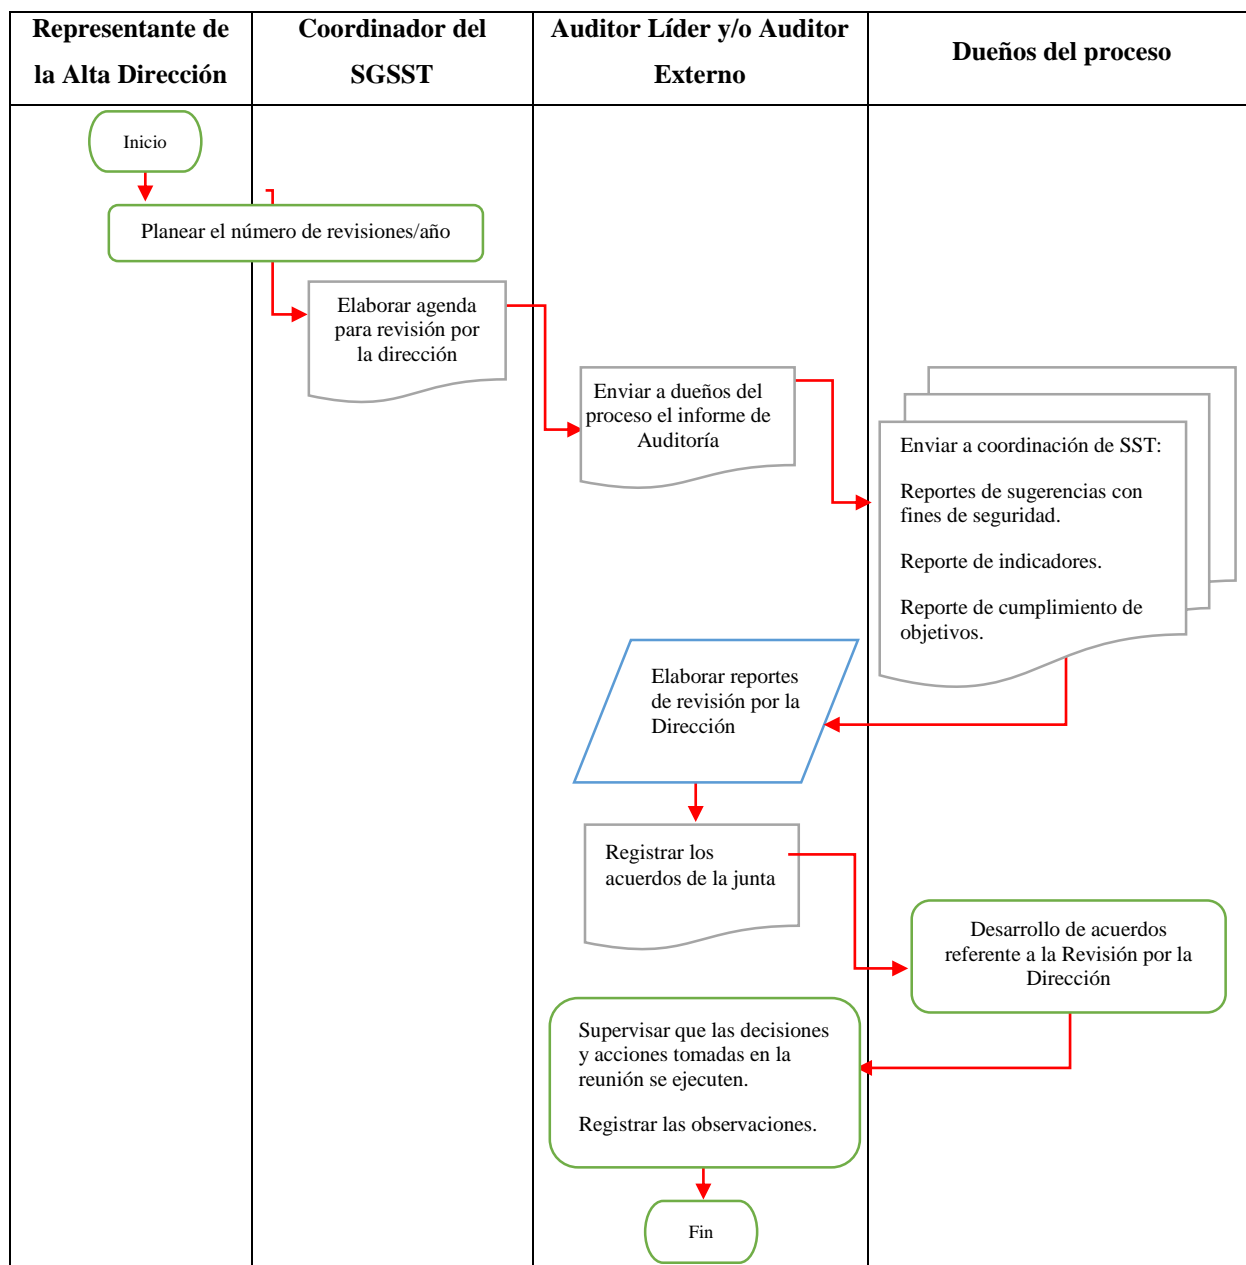 Representante de
la Alta Dirección
Coordinador del
SGSST
Auditor Líder y/o Auditor
Externo
Dueños del proceso
Inicio
Planear el número de revisiones/año
Elaborar agenda
para revisión por
la dirección
Enviar a dueños del
proceso el informe de
Auditoría
Enviar a coordinación de SST:
Reportes de sugerencias con
fines de seguridad.
Reporte de indicadores.
Reporte de cumplimiento de
objetivos.
Elaborar reportes
de revisión por la
Dirección
Registrar los
acuerdos de la junta
Desarrollo de acuerdos
referente a la Revisión por la
Dirección
Supervisar que las decisiones
y acciones tomadas en la
reunión se ejecuten.
Registrar las observaciones.
Fin